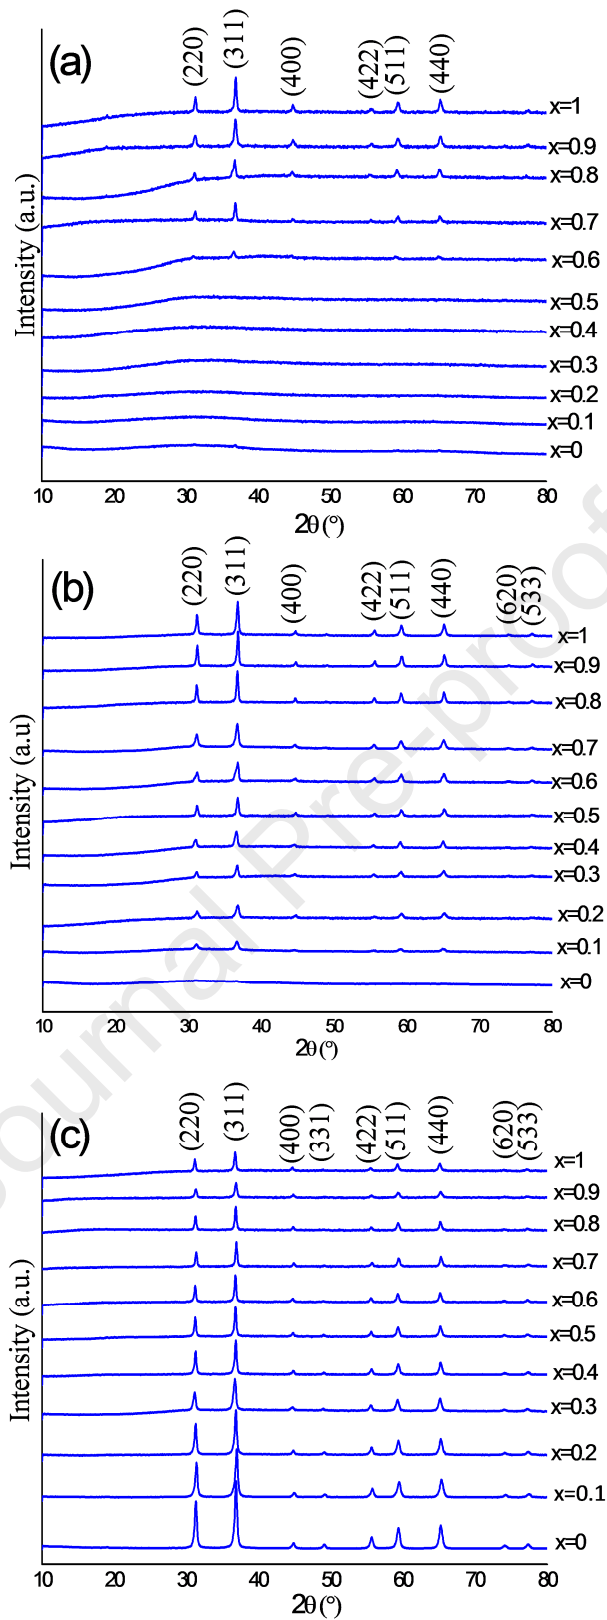 (a)
(220)
(311)
(400)
(422)
(511)
(440)
x=1
x=0.9
x=0.8
x=0.7
x=0.6
x=0.5
x=0.4
x=0.3
x=0.2
x=0.1
x=0
Intensity (a.u.)
10 20 30 40 50 60 70 80
2θ(°)
(b)
(220)
(311)
(400)
(422)
(511)
(440)
(620)
(533)
x=1
x=0.9
x=0.8
x=0.7
x=0.6
x=0.5
x=0.4
x=0.3
x=0.2
x=0.1
x=0
Intensity (a.u)
10 20 30 40 50 60 70 80
2θ(°)
(c)
(220)
(311)
(400)
(331)
(422)
(511)
(440)
(620)
(533)
x=1
x=0.9
x=0.8
x=0.7
x=0.6
x=0.5
x=0.4
x=0.3
x=0.2
x=0.1
x=0
Intensity (a.u.)
10 20 30 40 50 60 70 80
2θ(°)
Journal Pre-proof